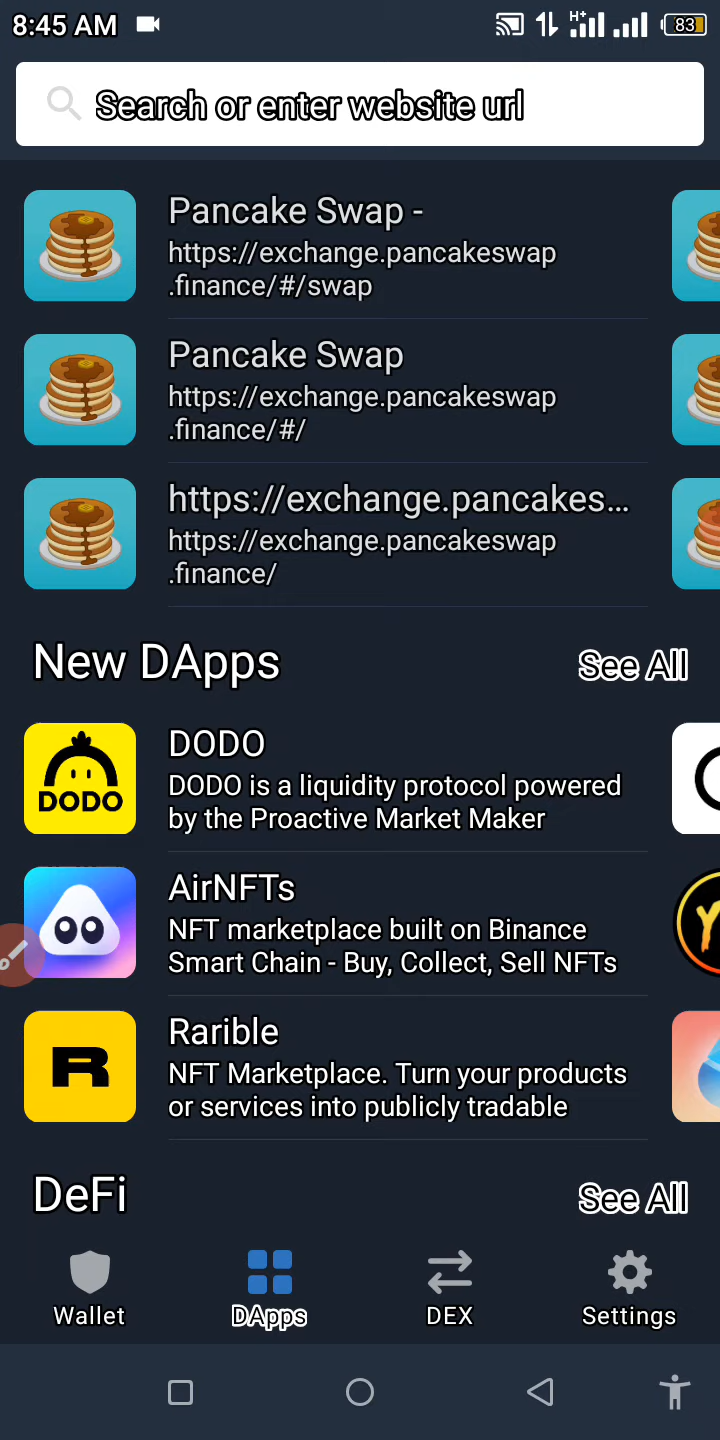 8:45 AM
H+
83
Search or enter website url
Pancake Swap -
https://exchange.pancakeswap
.finance/#/swap
Pancake Swap
https://exchange.pancakeswap
.finance/#/
https://exchange.pancakes...
https://exchange.pancakeswap
.finance/
New DApps
See All
DODO
DODO
DODO is a liquidity protocol powered
by the Proactive Market Maker
AirNFTs
NFT marketplace built on Binance
Smart Chain - Buy, Collect, Sell NFTs
R
Rarible
NFT Marketplace. Turn your products
or services into publicly tradable
DeFi
See All
Wallet
DApps
DEX
Settings